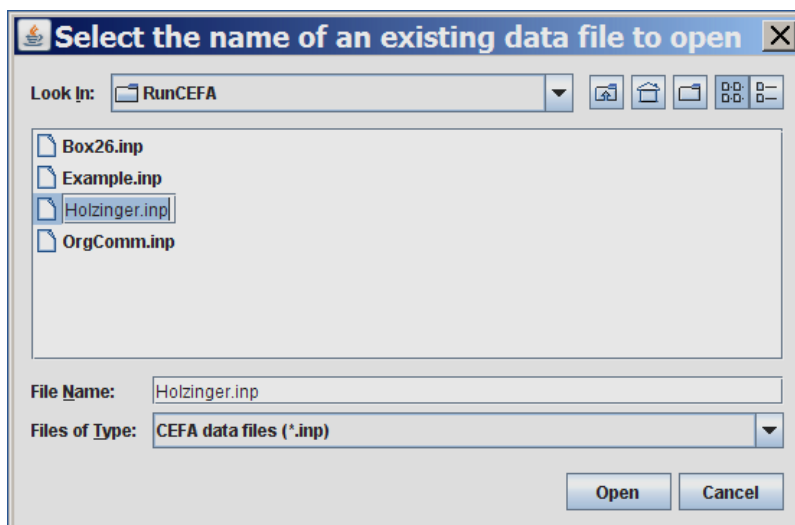 Select the name of an existing data file to open
Look In: RunCEFA
Box26.inp
Example.inp
Holzinger.inp
OrgComm.inp
File Name: Holzinger.inp
Files of Type: CEFA data files (*.inp)
Open Cancel